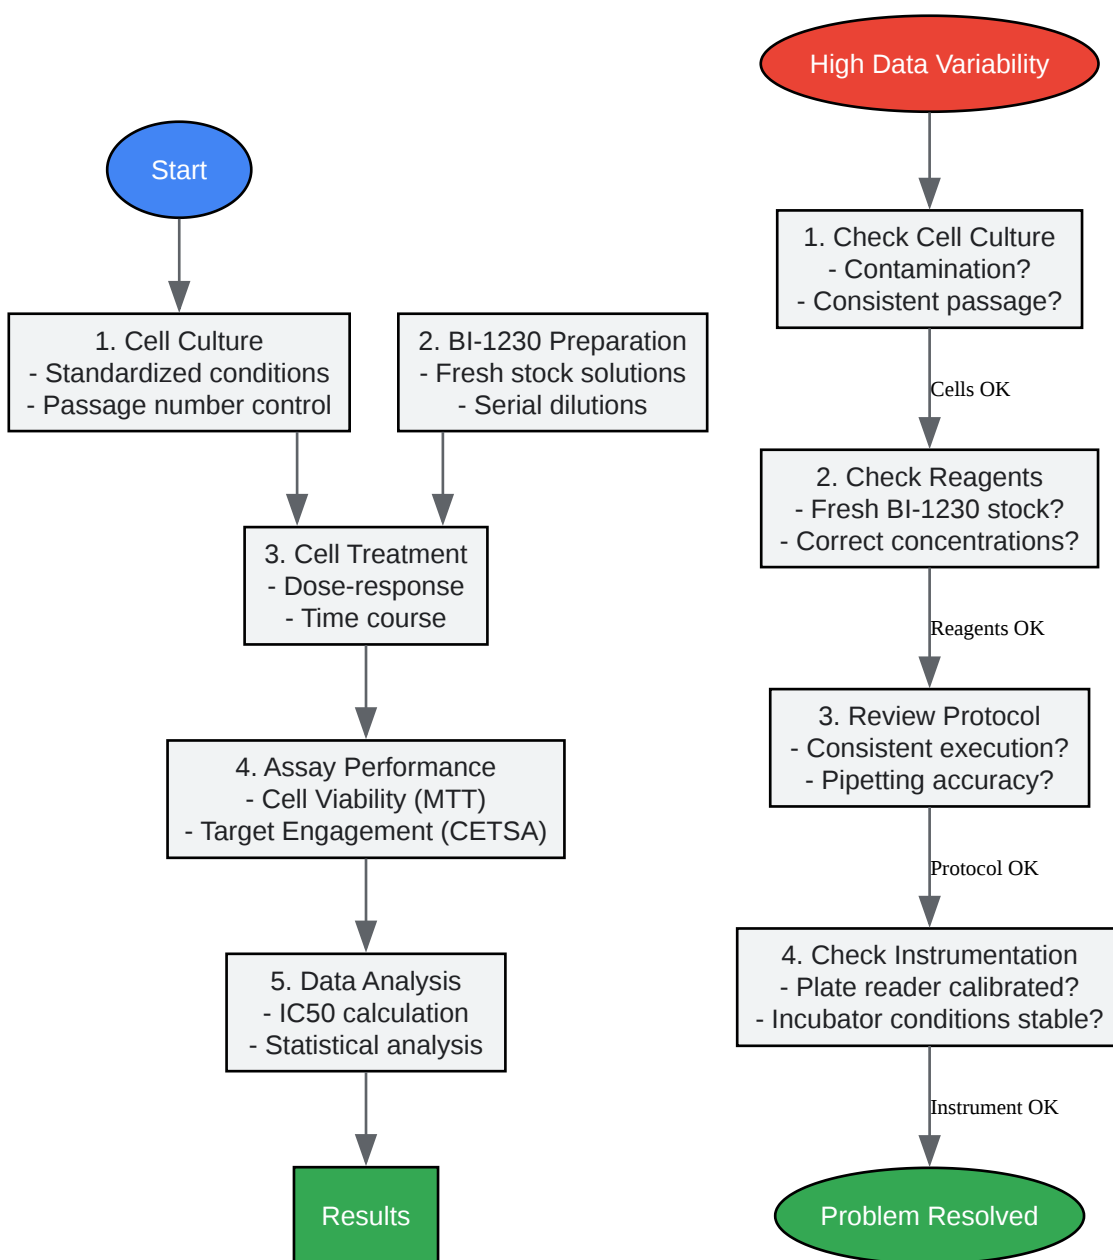 Start
1. Cell Culture
- Standardized conditions
- Passage number control
2. BI-1230 Preparation
- Fresh stock solutions
- Serial dilutions
3. Cell Treatment
- Dose-response
- Time course
4. Assay Performance
- Cell Viability (MTT)
- Target Engagement (CETSA)
5. Data Analysis
- IC50 calculation
- Statistical analysis
Results
High Data Variability
1. Check Cell Culture
- Contamination?
- Consistent passage?
Cells OK
2. Check Reagents
- Fresh BI-1230 stock?
- Correct concentrations?
Reagents OK
3. Review Protocol
- Consistent execution?
- Pipetting accuracy?
Protocol OK
4. Check Instrumentation
- Plate reader calibrated?
- Incubator conditions stable?
Instrument OK
Problem Resolved